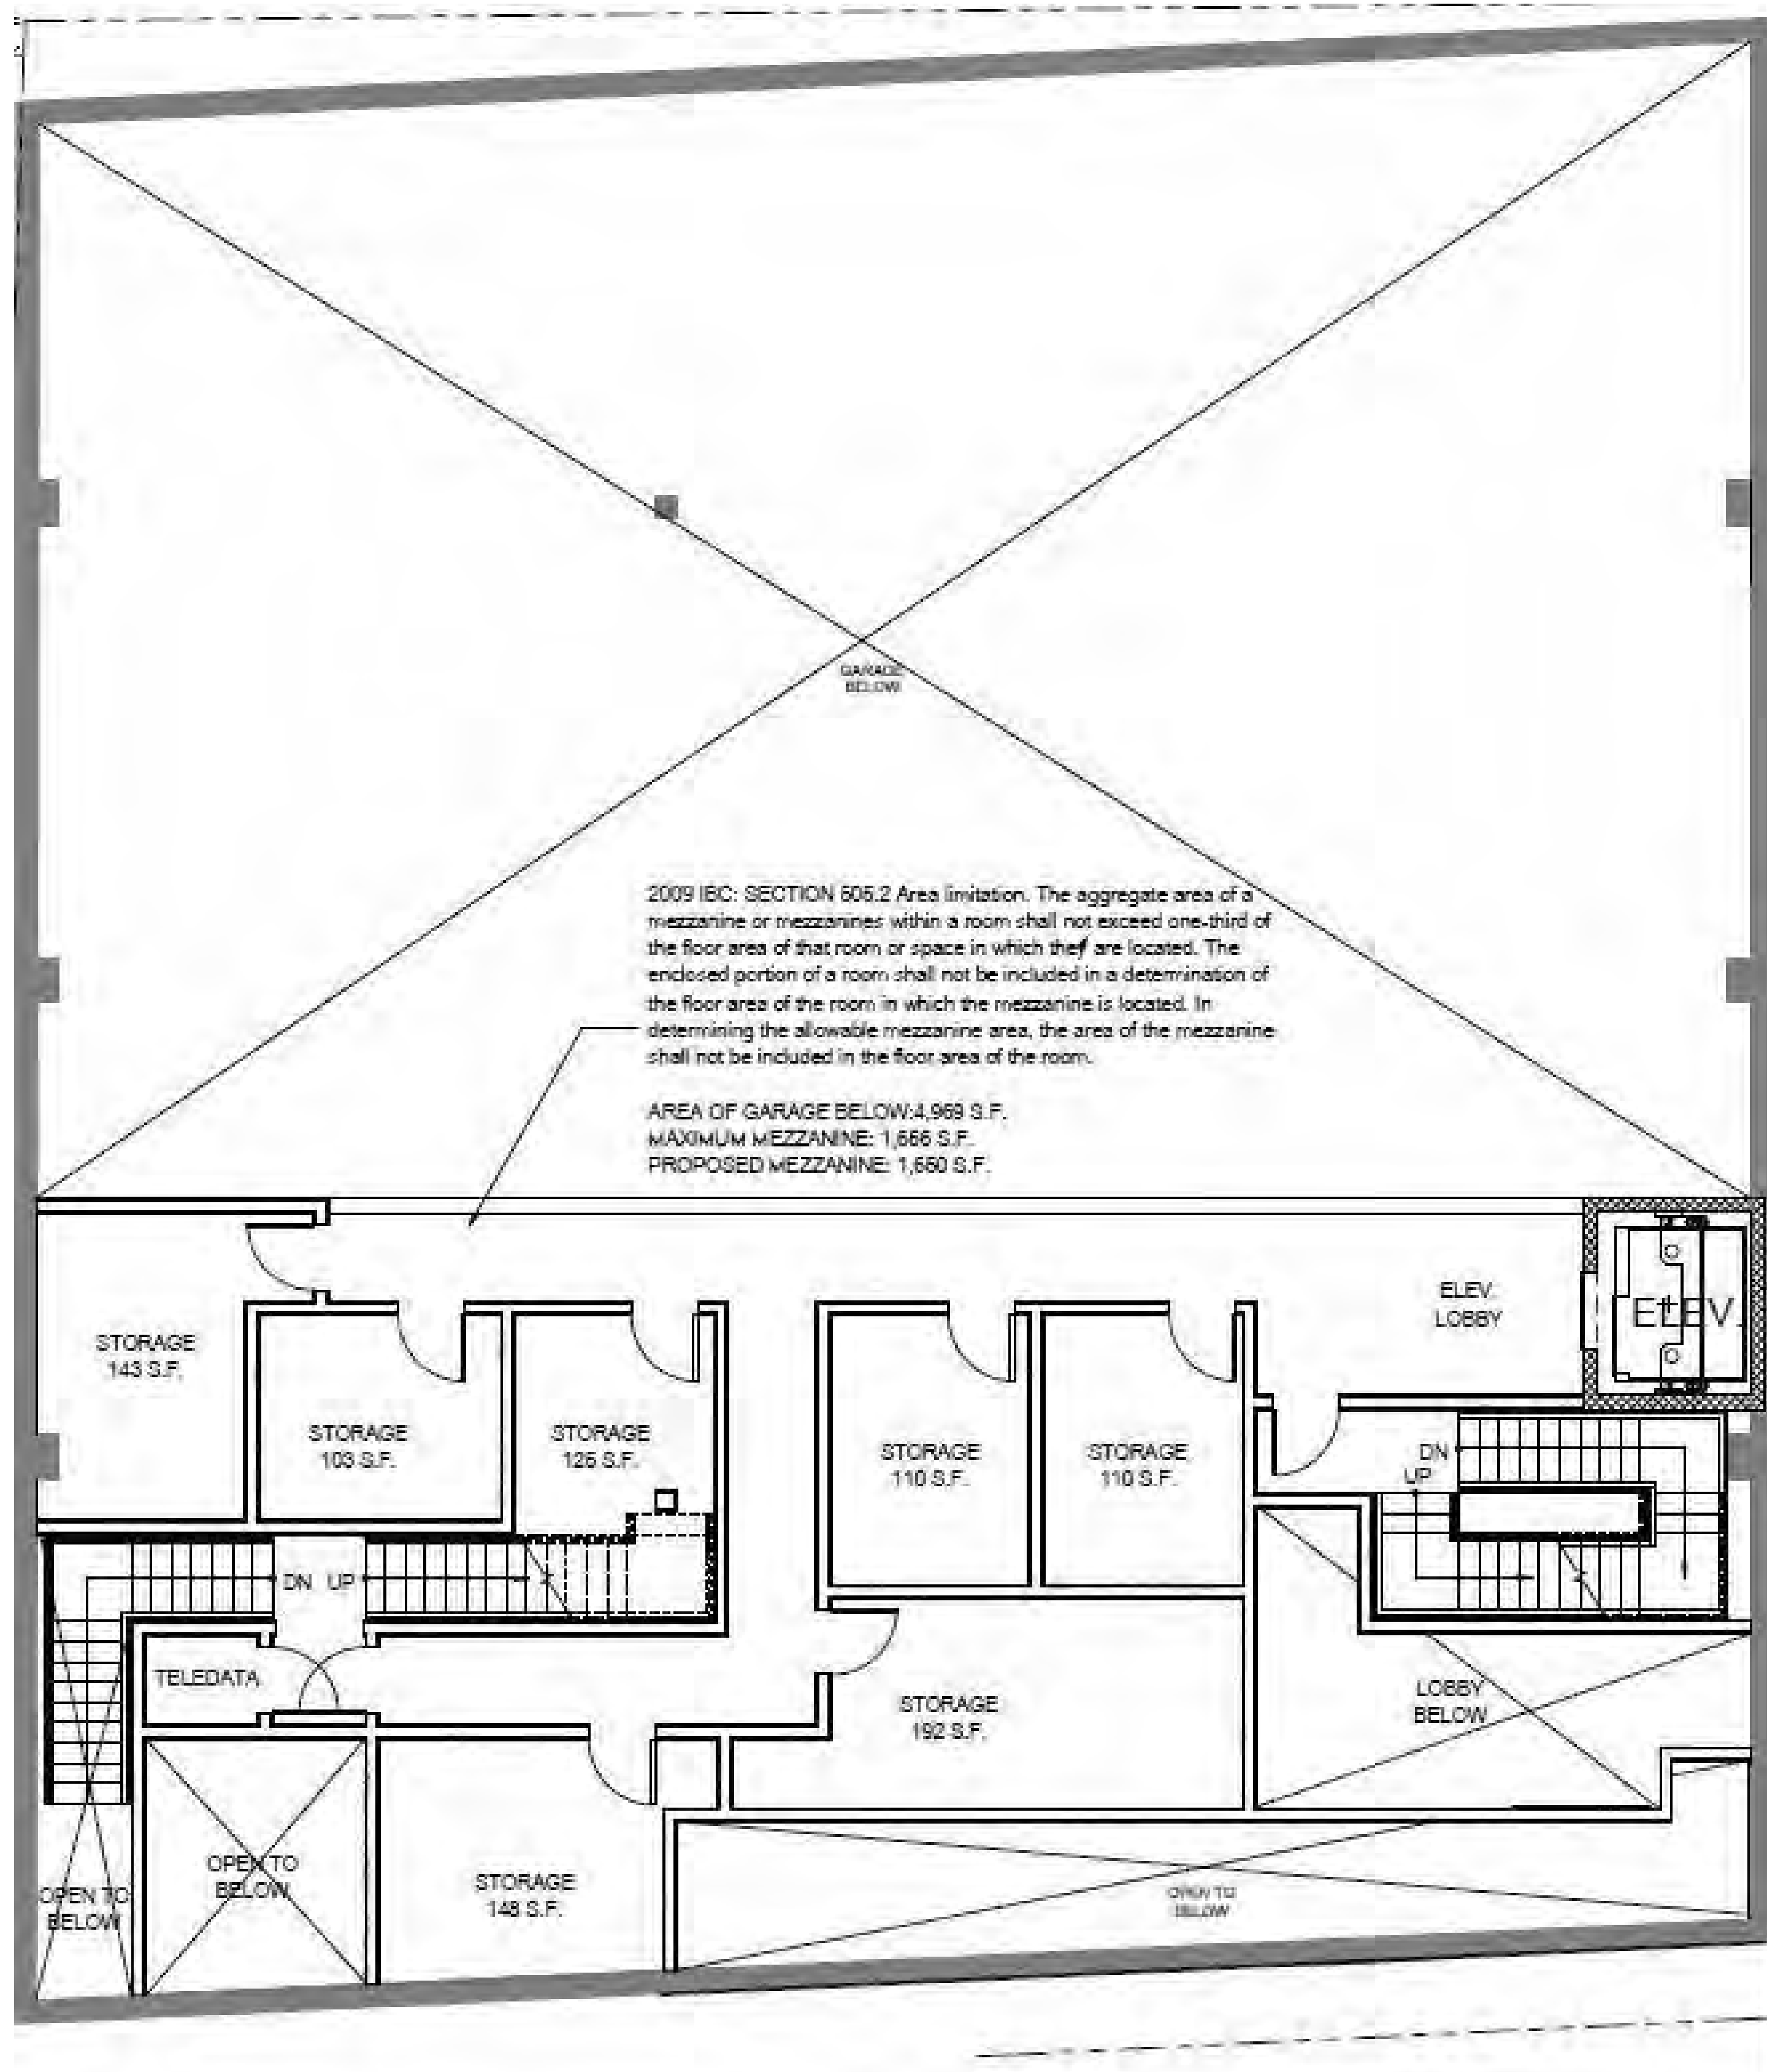 GARAGE
BELOW
2009 IBC: SECTION 505.2 Area limitation. The aggregate area of a
mezzanine or mezzanines within a room shall not exceed one-third of
the floor area of that room or space in which they are located. The
enclosed portion of a room shall not be included in a determination of
the floor area of the room in which the mezzanine is located. In
determining the allowable mezzanine area, the area of the mezzanine
shall not be included in the floor area of the room.
AREA OF GARAGE BELOW:4,969 S.F.
MAXIMUM MEZZANINE: 1,656 S.F.
PROPOSED MEZZANINE: 1,650 S.F.
ELEV.
LOBBY
ELEV.
STORAGE
143 S.F.
STORAGE
103 S.F.
STORAGE
126 S.F.
STORAGE
110 S.F.
STORAGE
110 S.F.
DN
UP
DN UP
TELEDATA
STORAGE
192 S.F.
LOBBY
BELOW
OPEN TO
BELOW
OPEN TO
BELOW
STORAGE
148 S.F.
OPEN TO
BELOW